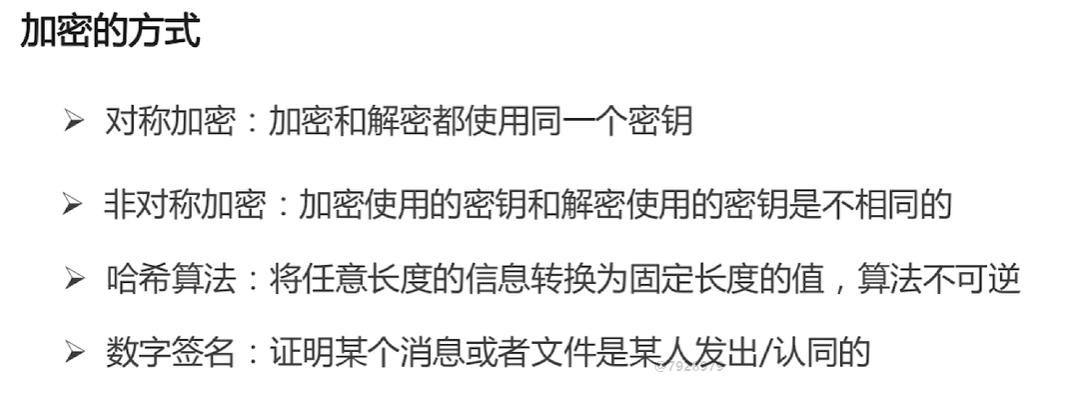 加密的方式
对称加密：加密和解密都使用同一个密钥
非对称加密：加密使用的密钥和解密使用的密钥是不相同的
哈希算法：将任意长度的信息转换为固定长度的值，算法不可逆
数字签名：证明某个消息或者文件是某人发出/认同的
@7928979